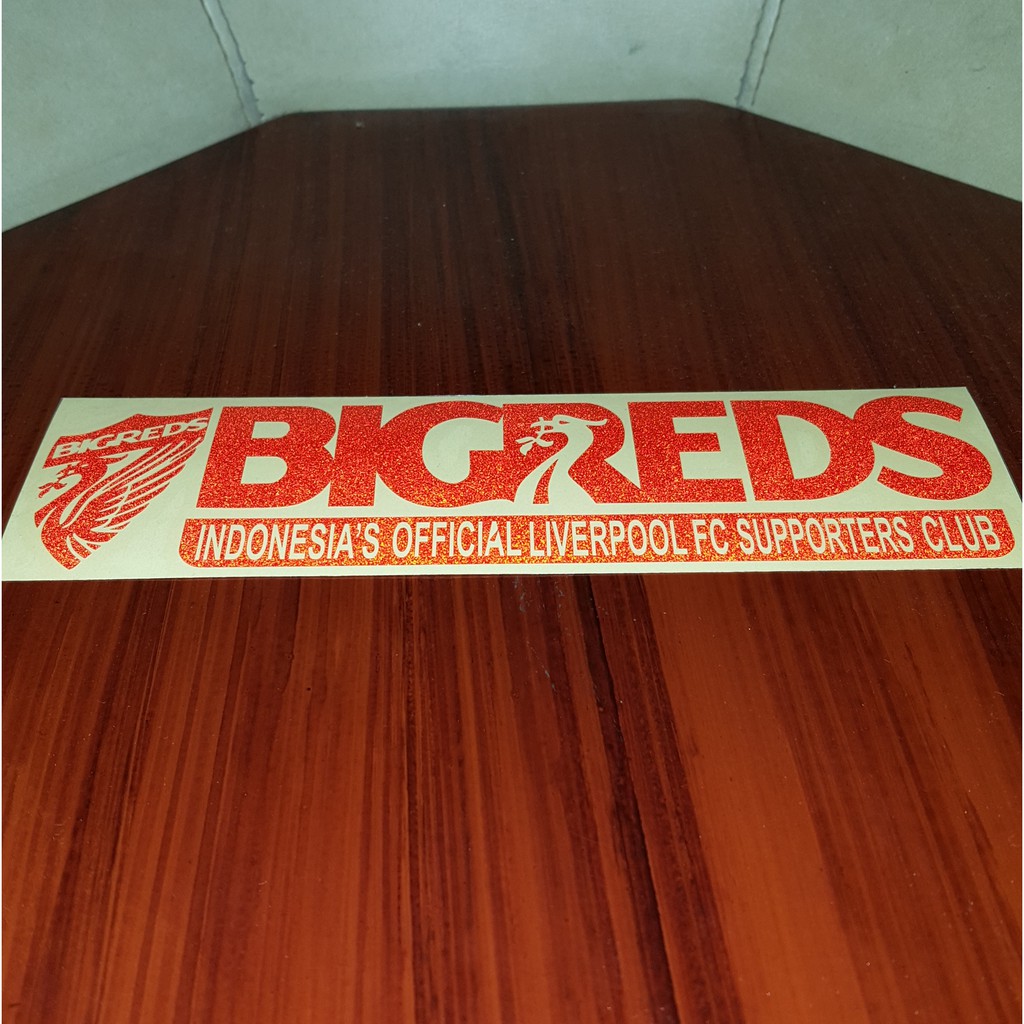 BIGREDS
BIGREDS
INDONESIA'S OFFICIAL LIVERPOOL FC SUPPORTERS CLUB